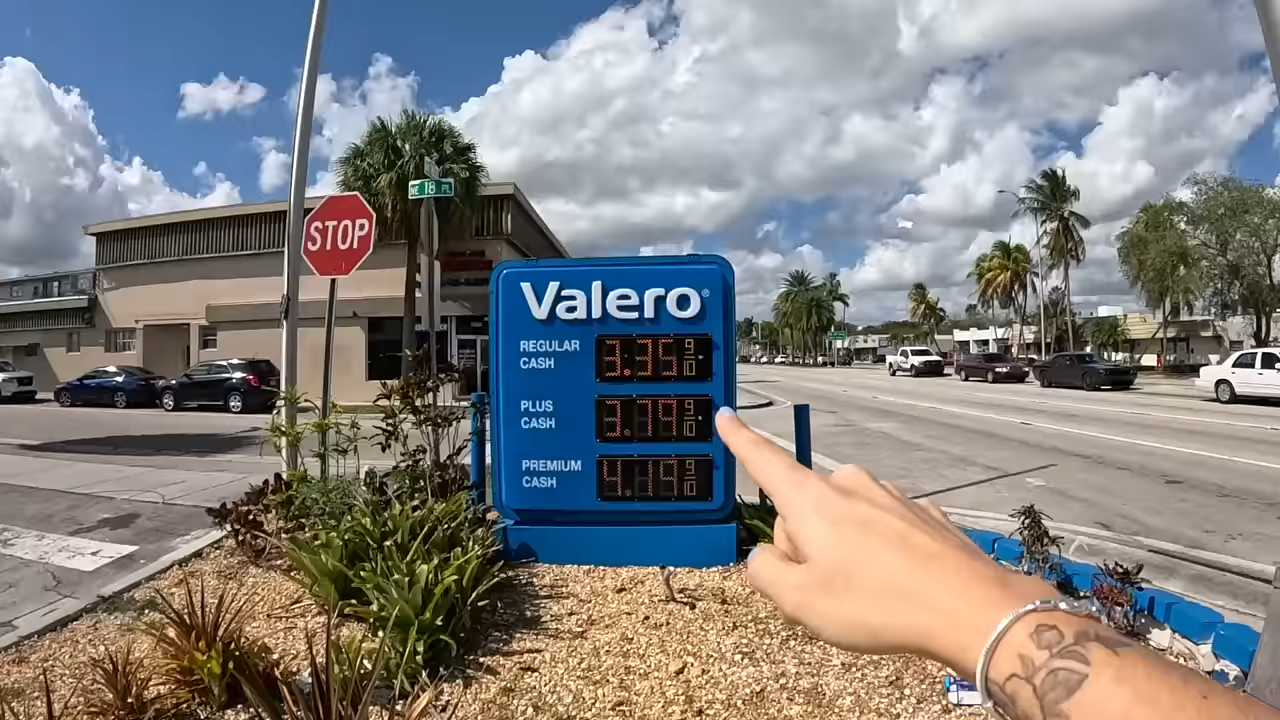 NE 18 PL
STOP
Valero®
REGULAR
CASH
3.35 9/10
PLUS
CASH
3.79 9/10
PREMIUM
CASH
4.19 9/10